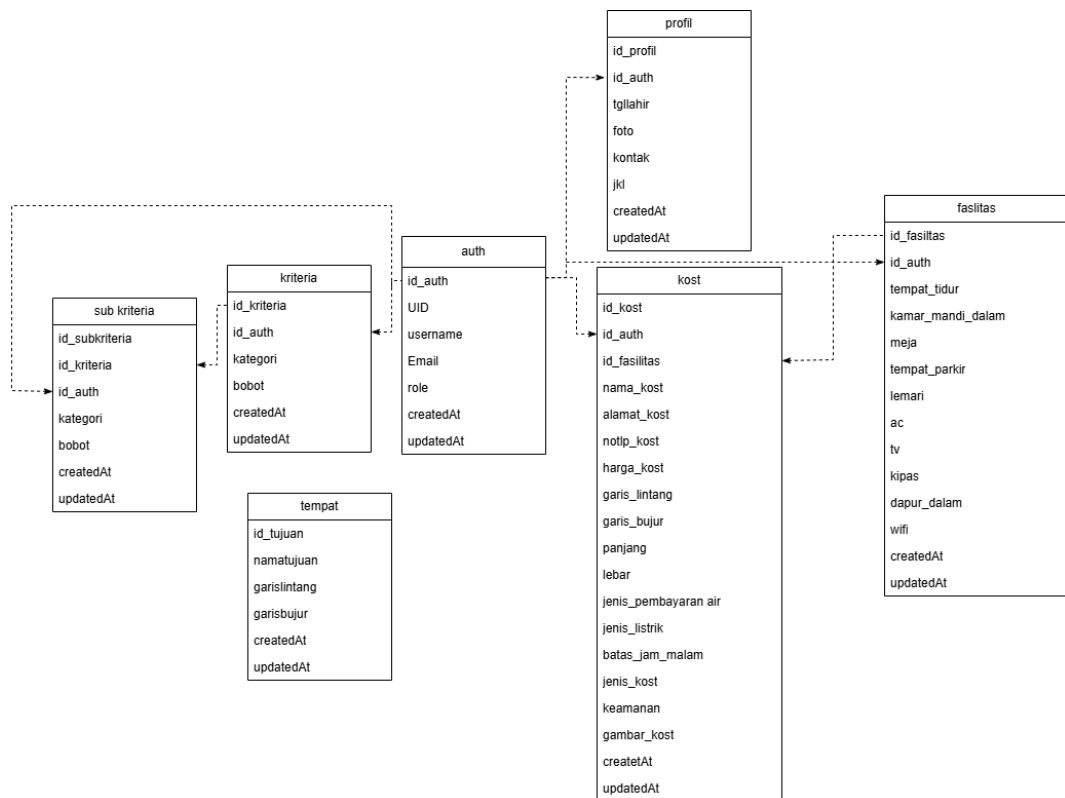 profil
id_profil
id_auth
tgllahir
foto
kontak
jkl
createdAt
updatedAt
faslitas
id_fasiltas
id_auth
tempat_tidur
kamar_mandi_dalam
meja
tempat_parkir
lemari
ac
tv
kipas
dapur_dalam
wifi
createdAt
updatedAt
auth
id_auth
UID
username
Email
role
createdAt
updatedAt
kriteria
id_kriteria
id_auth
kategori
bobot
createdAt
updatedAt
sub kriteria
id_subkriteria
id_kriteria
id_auth
kategori
bobot
createdAt
updatedAt
kost
id_kost
id_auth
id_fasilitas
nama_kost
alamat_kost
notlp_kost
harga_kost
garis_lintang
garis_bujur
panjang
lebar
jenis_pembayaran air
jenis_listrik
batas_jam_malam
jenis_kost
keamanan
gambar_kost
createtAt
updatedAt
tempat
id_tujuan
namatujuan
garislintang
garisbujur
createdAt
updatedAt